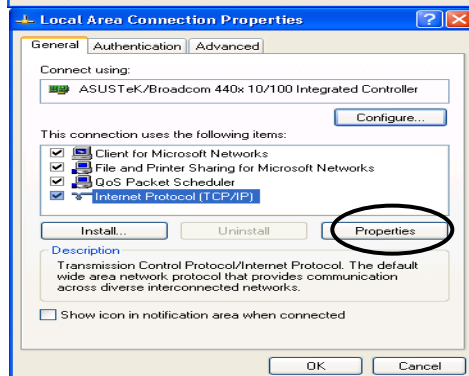 Local Area Connection Properties
General Authentication Advanced
Connect using:
ASUSTeK/Broadcom 440x 10/100 Integrated Controller
Configure...
This connection uses the following items:
Client for Microsoft Networks
File and Printer Sharing for Microsoft Networks
QoS Packet Scheduler
Internet Protocol (TCP/IP)
Install... Uninstall Properties
Description
Transmission Control Protocol/Internet Protocol. The default
wide area network protocol that provides communication
across diverse interconnected networks.
Show icon in notification area when connected
OK Cancel